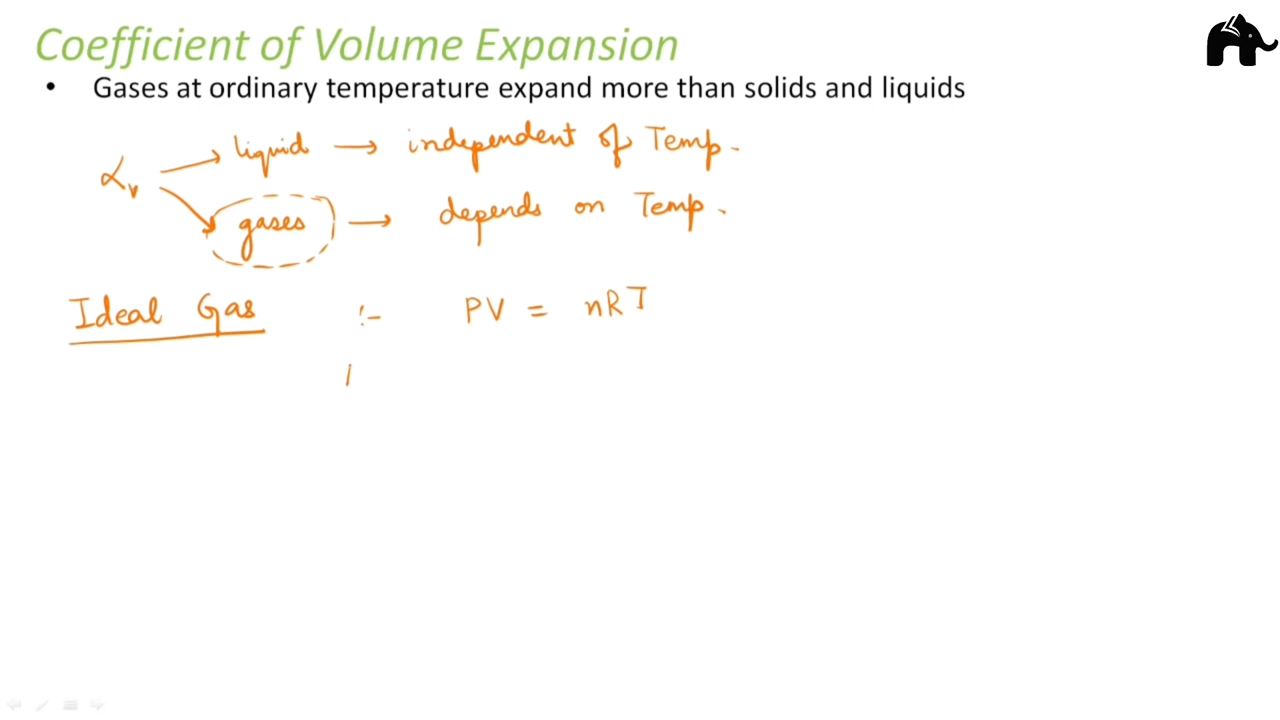 Coefficient of Volume Expansion
• Gases at ordinary temperature expand more than solids and liquids
αv → liquid → independent of Temp.
→ gases → depends on Temp.
Ideal Gas :- PV = nRT